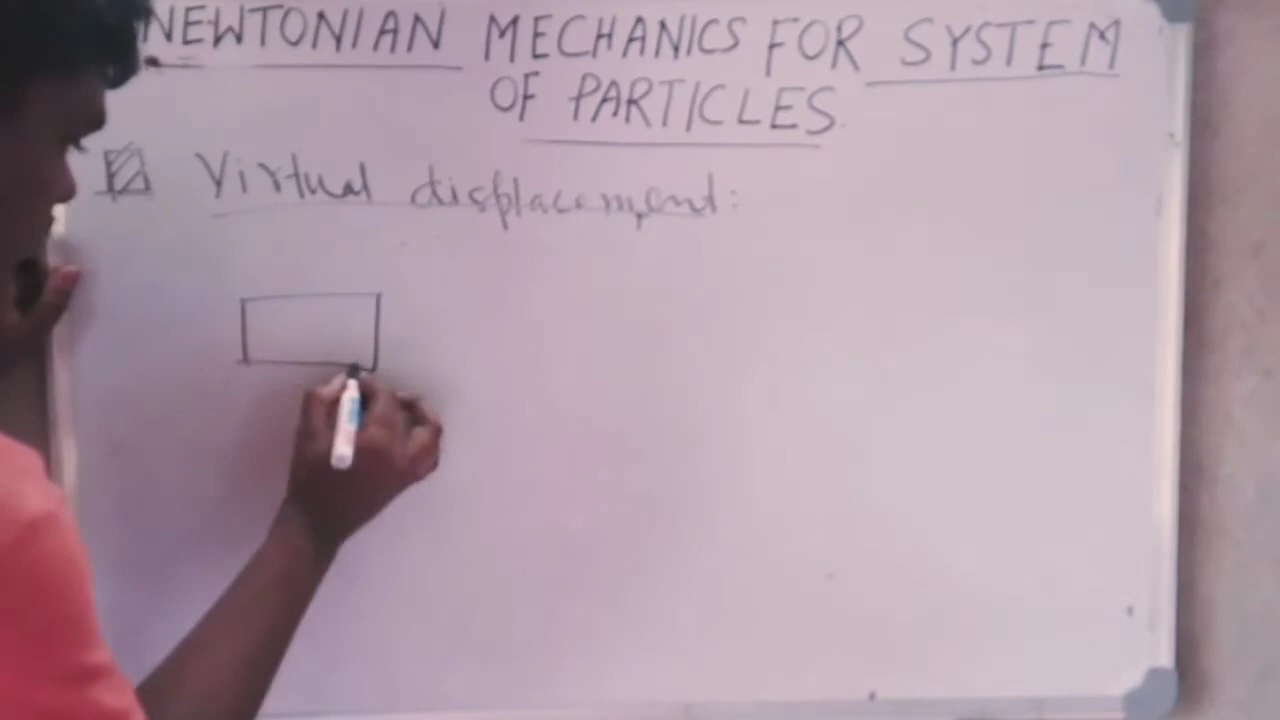 NEWTONIAN MECHANICS FOR SYSTEM
OF PARTICLES.
Virtual displacement: